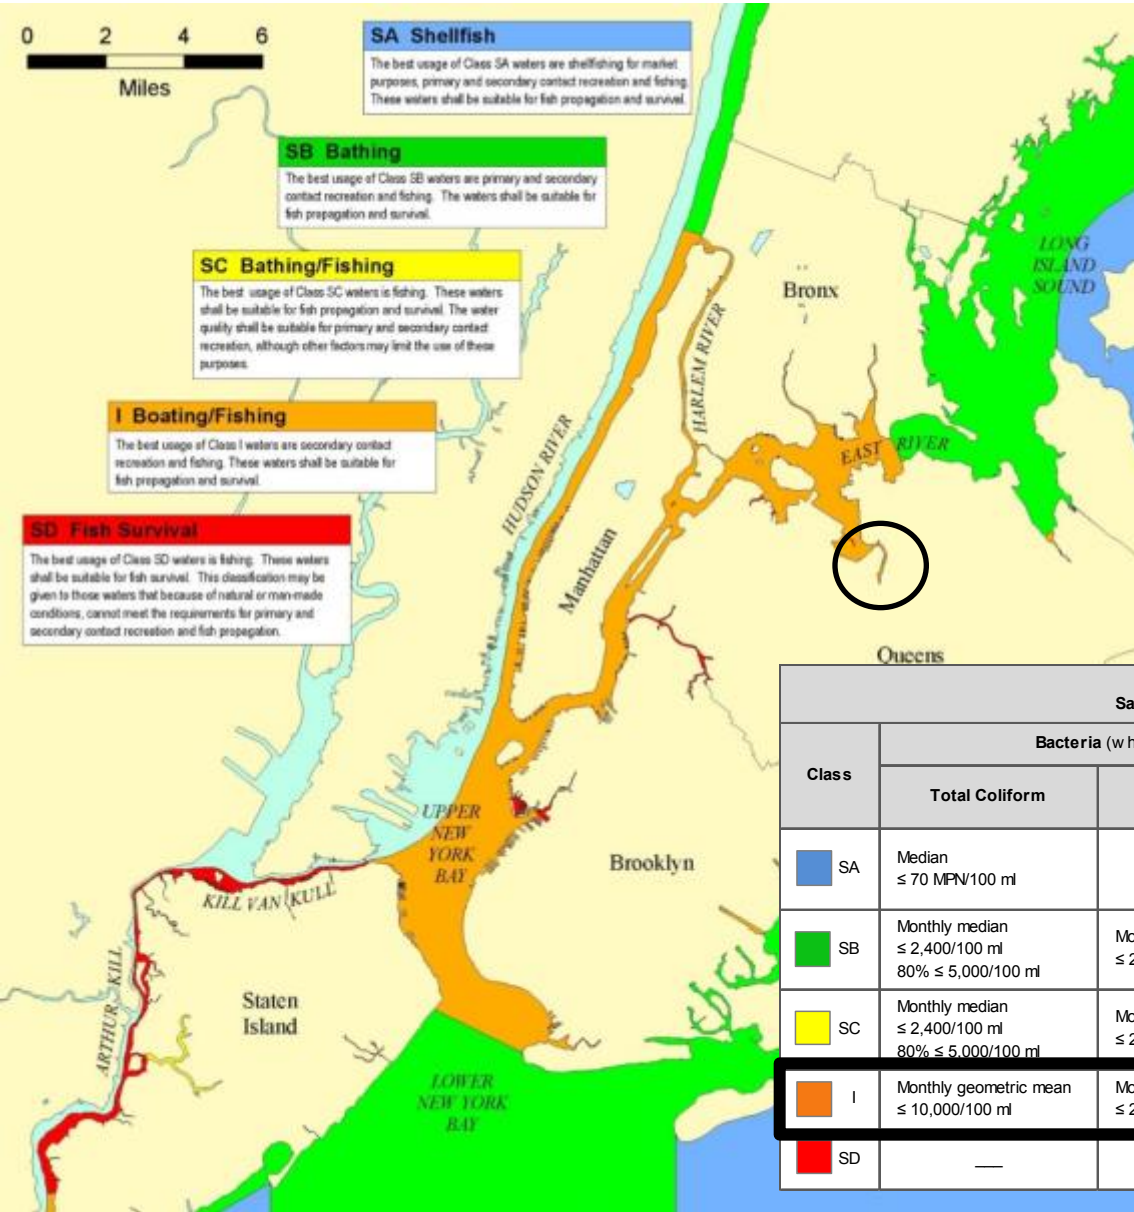 0 2 4 6
Miles
SA Shellfish
The best usage of Class SA waters are shellfishing for market
purposes, primary and secondary contact recreation and fishing.
These waters shall be suitable for fish propagation and survival.
SB Bathing
The best usage of Class SB waters are primary and secondary
contact recreation and fishing. The waters shall be suitable for
fish propagation and survival.
SC Bathing/Fishing
The best usage of Class SC waters is fishing. These waters
shall be suitable for fish propagation and survival. The water
quality shall be suitable for primary and secondary contact
recreation, although other factors may limit the use of these
purposes.
I Boating/Fishing
The best usage of Class I waters are secondary contact
recreation and fishing. These waters shall be suitable for
fish propagation and survival.
SD Fish Survival
The best usage of Class SD waters is fishing. These waters
shall be suitable for fish survival. This classification may be
given to those waters that because of natural or man-made
conditions, cannot meet the requirements for primary and
secondary contact recreation and fish propagation.
LONG
ISLAND
SOUND
Bronx
HARLEM RIVER
HUDSON RIVER
EAST RIVER
Manhattan
Queens
UPPER
NEW
YORK
BAY
Brooklyn
KILL VAN KULL
ARTHUR KILL
Staten
Island
LOWER
NEW YORK
BAY
Sa
Class
Bacteria (wh
Total Coliform
SA
Median
≤ 70 MPN/100 ml
SB
Monthly median
≤ 2,400/100 ml
80% ≤ 5,000/100 ml
Mo
≤ 2
SC
Monthly median
≤ 2,400/100 ml
80% ≤ 5,000/100 ml
Mo
≤ 2
I
Monthly geometric mean
≤ 10,000/100 ml
Mo
≤ 2
SD
—